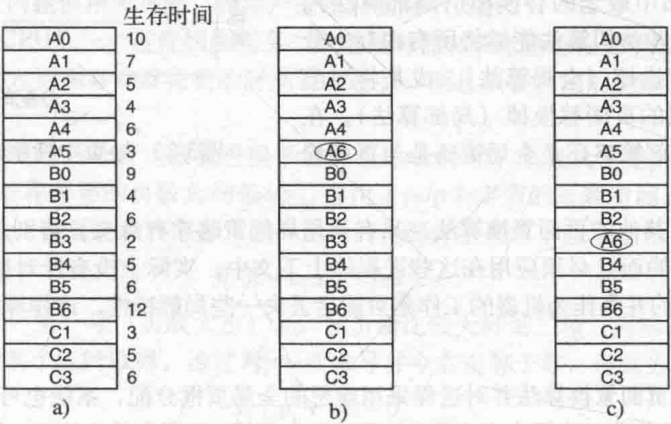 生存时间
A0 10 A0 A0
A1 7 A1 A1
A2 5 A2 A2
A3 4 A3 A3
A4 6 A4 A4
A5 3 A6 A5
B0 9 B0 B0
B1 4 B1 B1
B2 6 B2 B2
B3 2 B3 A6
B4 5 B4 B4
B5 6 B5 B5
B6 12 B6 B6
C1 3 C1 C1
C2 5 C2 C2
C3 6 C3 C3
a) b) c)